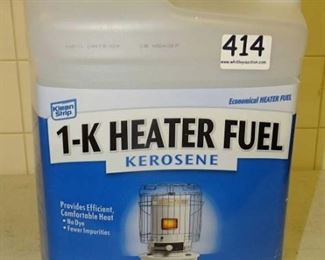 414
www.whitleyauction.com
Economical HEATER FUEL
Klean
Strip
1-K HEATER FUEL
KEROSENE
Provides Efficient,
Comfortable Heat
• No Dye
• Fewer Impurities